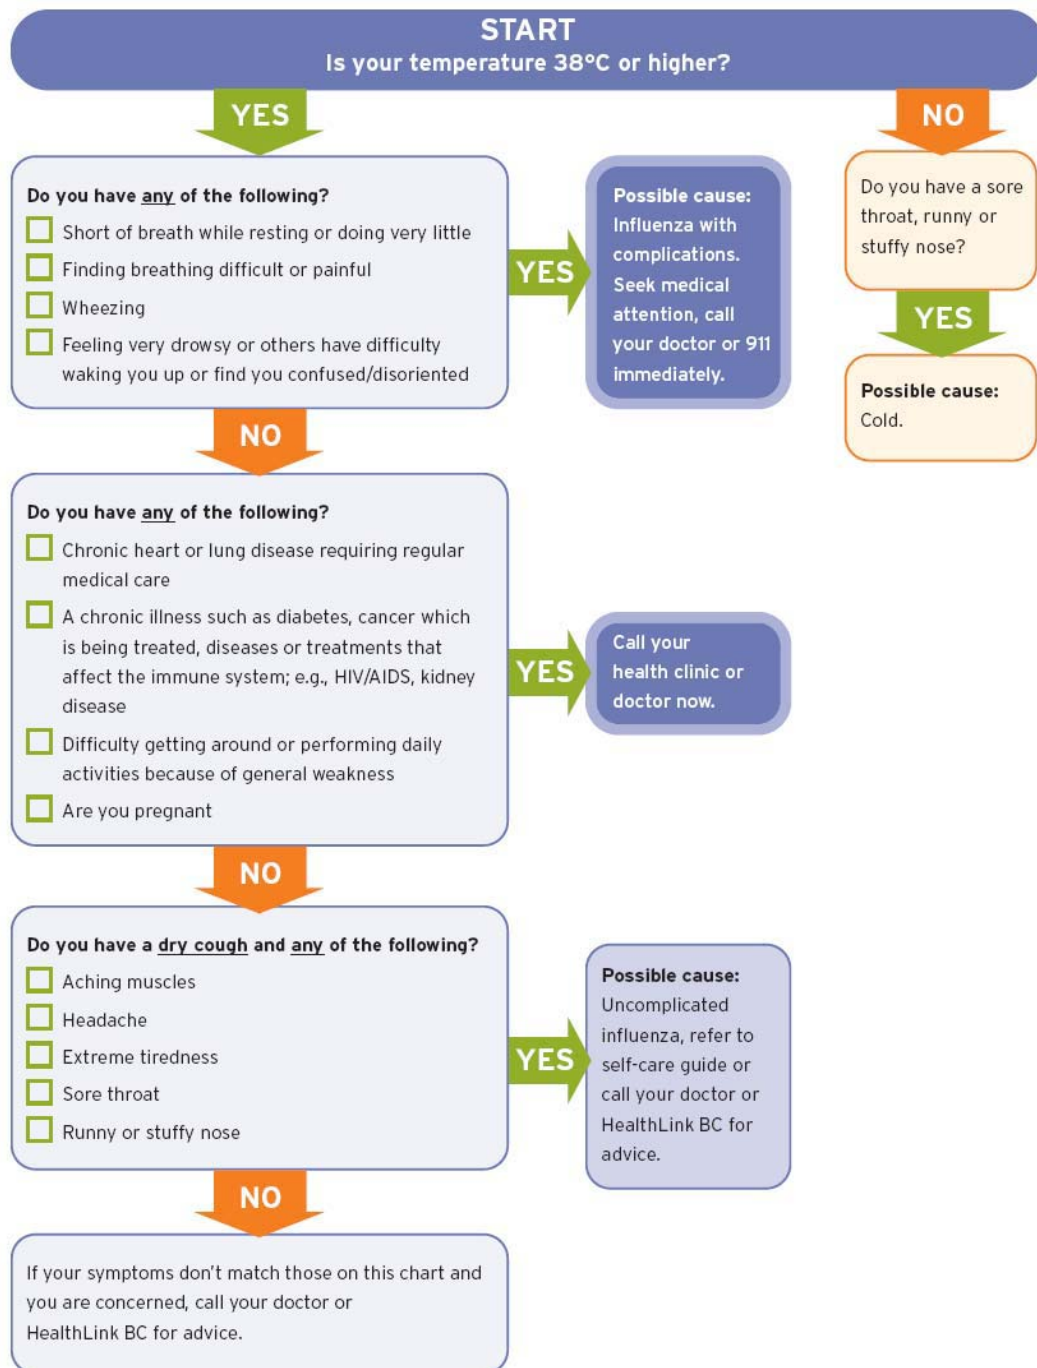 START
Is your temperature 38°C or higher?
YES
NO
Do you have any of the following?
Short of breath while resting or doing very little
Finding breathing difficult or painful
Wheezing
Feeling very drowsy or others have difficulty
waking you up or find you confused/disoriented
YES
Possible cause:
Influenza with
complications.
Seek medical
attention, call
your doctor or 911
immediately.
Do you have a sore
throat, runny or
stuffy nose?
YES
Possible cause:
Cold.
NO
Do you have any of the following?
Chronic heart or lung disease requiring regular
medical care
A chronic illness such as diabetes, cancer which
is being treated, diseases or treatments that
affect the immune system; e.g., HIV/AIDS, kidney
disease
Difficulty getting around or performing daily
activities because of general weakness
Are you pregnant
YES
Call your
health clinic or
doctor now.
NO
Do you have a dry cough and any of the following?
Aching muscles
Headache
Extreme tiredness
Sore throat
Runny or stuffy nose
YES
Possible cause:
Uncomplicated
influenza, refer to
self-care guide or
call your doctor or
HealthLink BC for
advice.
NO
If your symptoms don't match those on this chart and
you are concerned, call your doctor or
HealthLink BC for advice.